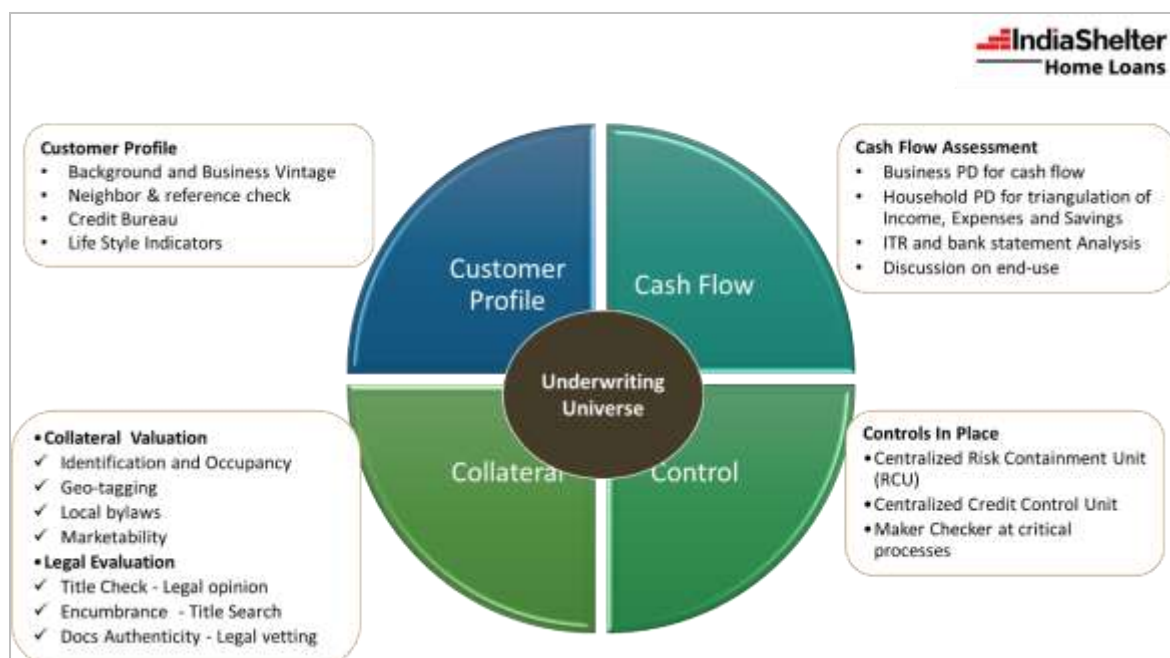 IndiaShelter
Home Loans
Customer Profile
• Background and Business Vintage
• Neighbor & reference check
• Credit Bureau
• Life Style Indicators
Cash Flow Assessment
• Business PD for cash flow
• Household PD for triangulation of
Income, Expenses and Savings
• ITR and bank statement Analysis
• Discussion on end-use
Customer
Profile
Cash Flow
Underwriting
Universe
Collateral
Control
•Collateral Valuation
✓ Identification and Occupancy
✓ Geo-tagging
✓ Local bylaws
✓ Marketability
•Legal Evaluation
✓ Title Check - Legal opinion
✓ Encumbrance - Title Search
✓ Docs Authenticity - Legal vetting
Controls In Place
•Centralized Risk Containment Unit
(RCU)
•Centralized Credit Control Unit
•Maker Checker at critical
processes